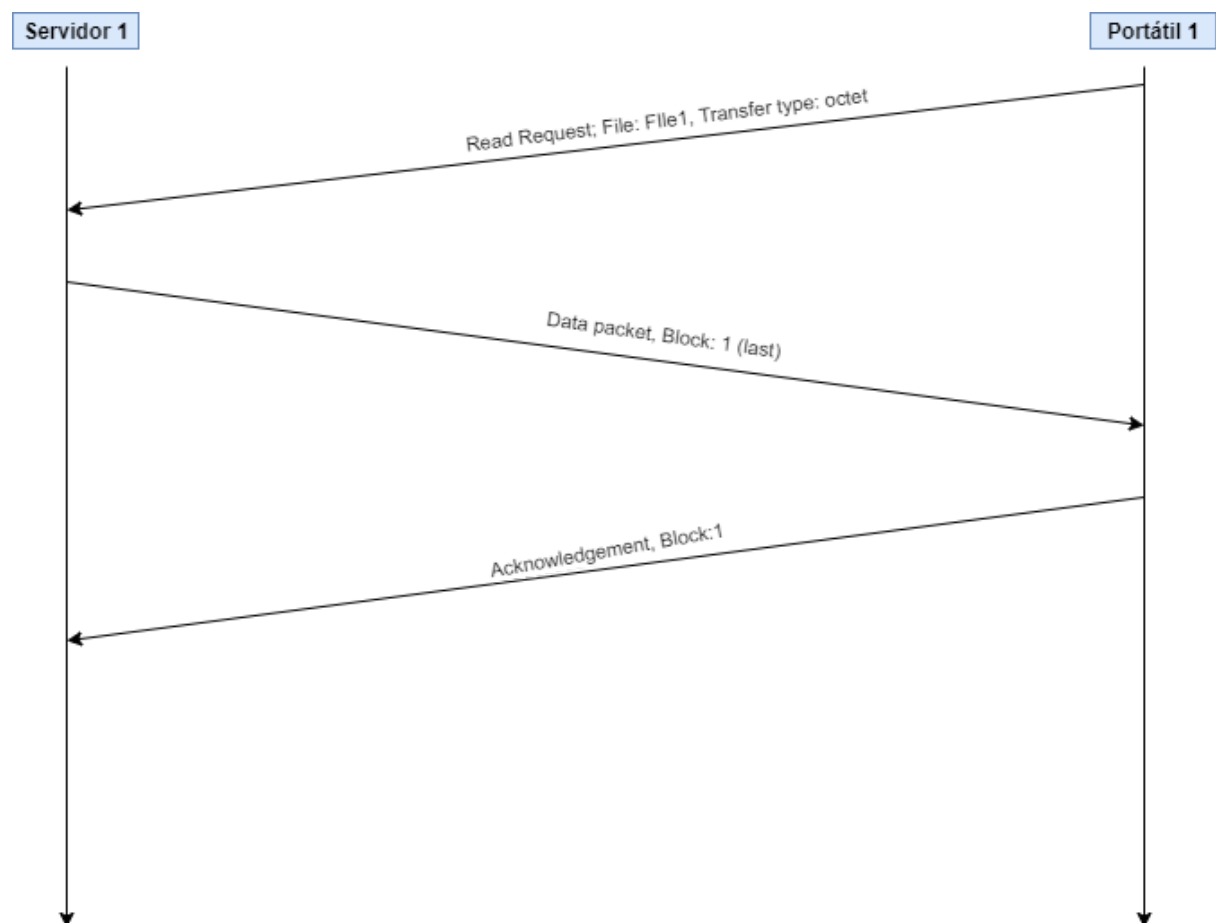 Servidor 1
Portátil 1
Read Request; File: FIle1, Transfer type: octet
Data packet, Block: 1 (last)
Acknowledgement, Block:1